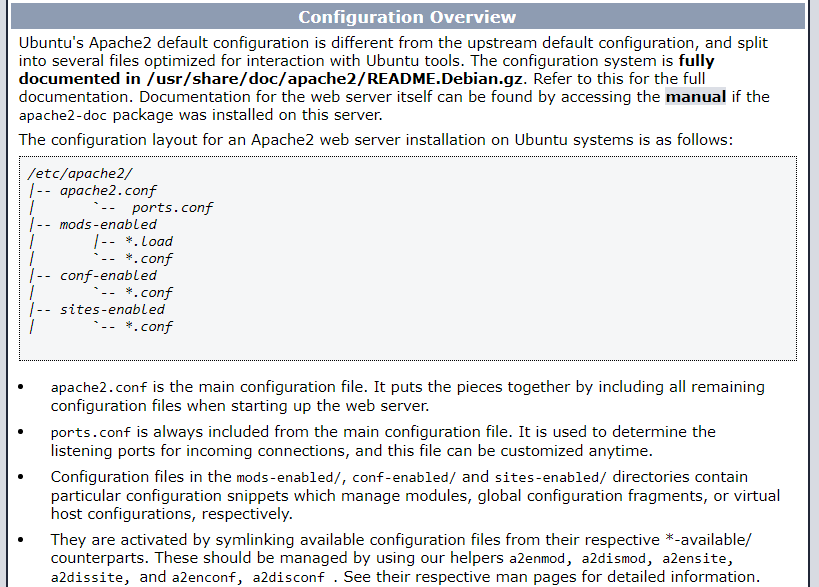 Configuration Overview
Ubuntu's Apache2 default configuration is different from the upstream default configuration, and split
into several files optimized for interaction with Ubuntu tools. The configuration system is fully
documented in /usr/share/doc/apache2/README.Debian.gz. Refer to this for the full
documentation. Documentation for the web server itself can be found by accessing the manual if the
apache2-doc package was installed on this server.
The configuration layout for an Apache2 web server installation on Ubuntu systems is as follows:
/etc/apache2/
|-- apache2.conf
|       `--  ports.conf
|-- mods-enabled
|       |-- *.load
|       `-- *.conf
|-- conf-enabled
|       `-- *.conf
|-- sites-enabled
|       `-- *.conf
• apache2.conf is the main configuration file. It puts the pieces together by including all remaining
configuration files when starting up the web server.
• ports.conf is always included from the main configuration file. It is used to determine the
listening ports for incoming connections, and this file can be customized anytime.
• Configuration files in the mods-enabled/, conf-enabled/ and sites-enabled/ directories contain
particular configuration snippets which manage modules, global configuration fragments, or virtual
host configurations, respectively.
• They are activated by symlinking available configuration files from their respective *-available/
counterparts. These should be managed by using our helpers a2enmod, a2dismod, a2ensite,
a2dissite, and a2enconf, a2disconf . See their respective man pages for detailed information.